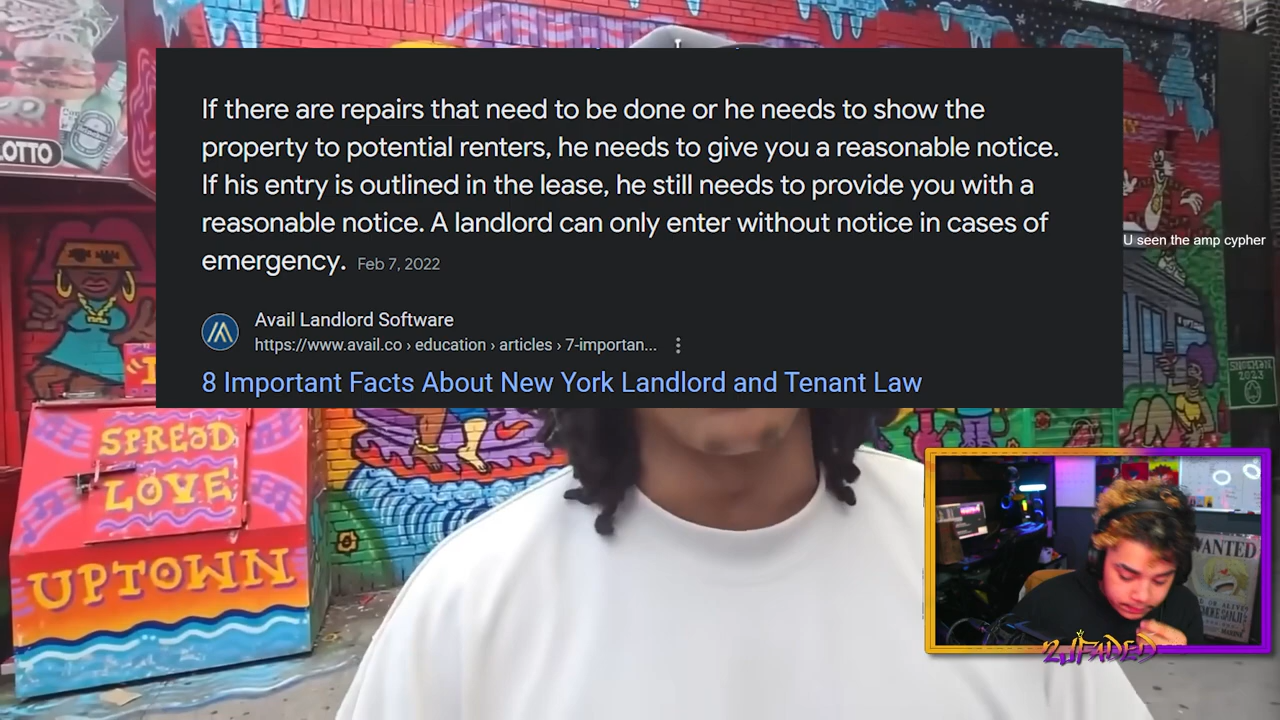 If there are repairs that need to be done or he needs to show the
property to potential renters, he needs to give you a reasonable notice.
If his entry is outlined in the lease, he still needs to provide you with a
reasonable notice. A landlord can only enter without notice in cases of
emergency. Feb 7, 2022
Avail Landlord Software
https://www.avail.co › education › articles › 7-importan...
8 Important Facts About New York Landlord and Tenant Law
U seen the amp cypher
LOTTO
SPREAD
LOVE
UPTOWN
2023
WANTED
2JFADED